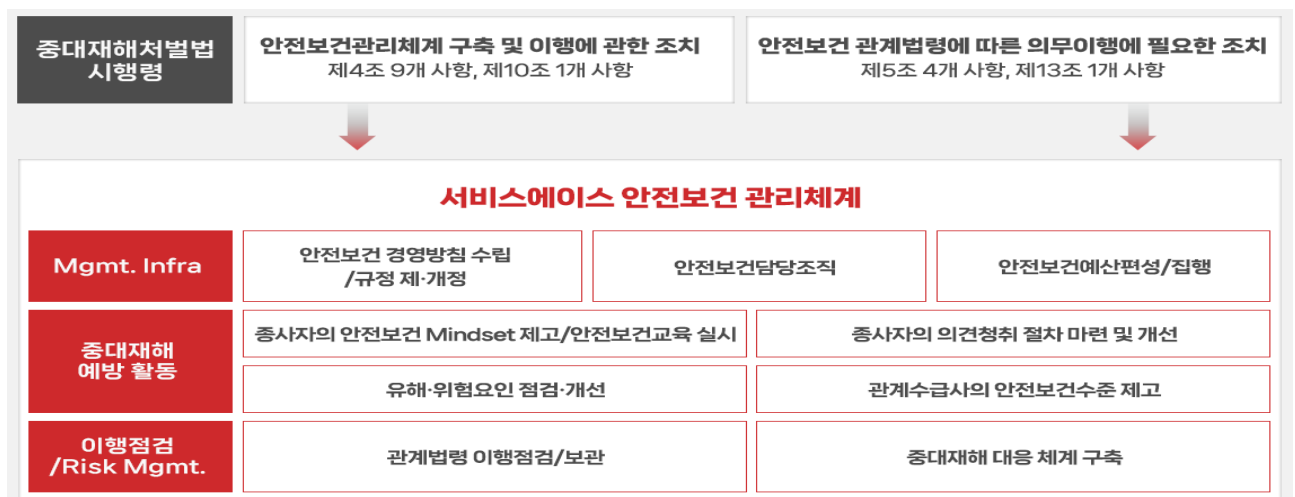 중대재해처벌법
시행령
안전보건관리체계 구축 및 이행에 관한 조치
제4조 9개 사항, 제10조 1개 사항
안전보건 관계법령에 따른 의무이행에 필요한 조치
제5조 4개 사항, 제13조 1개 사항
서비스에이스 안전보건 관리체계
Mgmt. Infra
안전보건 경영방침 수립
/규정 제·개정
안전보건담당조직
안전보건예산편성/집행
중대재해
예방 활동
종사자의 안전보건 Mindset 제고/안전보건교육 실시
종사자의 의견청취 절차 마련 및 개선
유해·위험요인 점검·개선
관계수급사의 안전보건수준 제고
이행점검
/Risk Mgmt.
관계법령 이행점검/보관
중대재해 대응 체계 구축